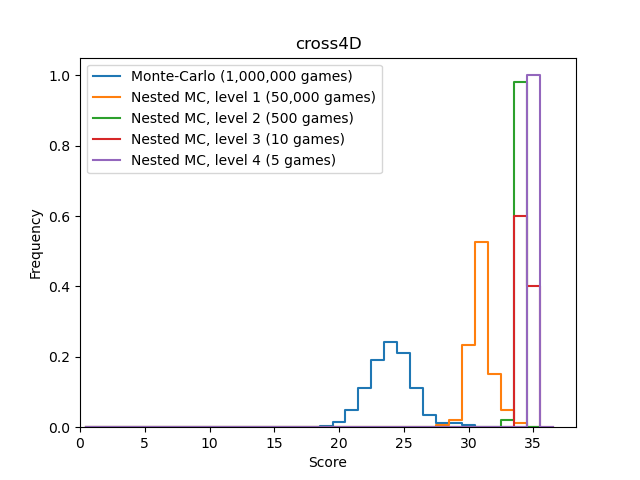 cross4D
Monte-Carlo (1,000,000 games)
Nested MC, level 1 (50,000 games)
Nested MC, level 2 (500 games)
Nested MC, level 3 (10 games)
Nested MC, level 4 (5 games)
Frequency
1.0
0.8
0.6
0.4
0.2
0.0
0 5 10 15 20 25 30 35
Score